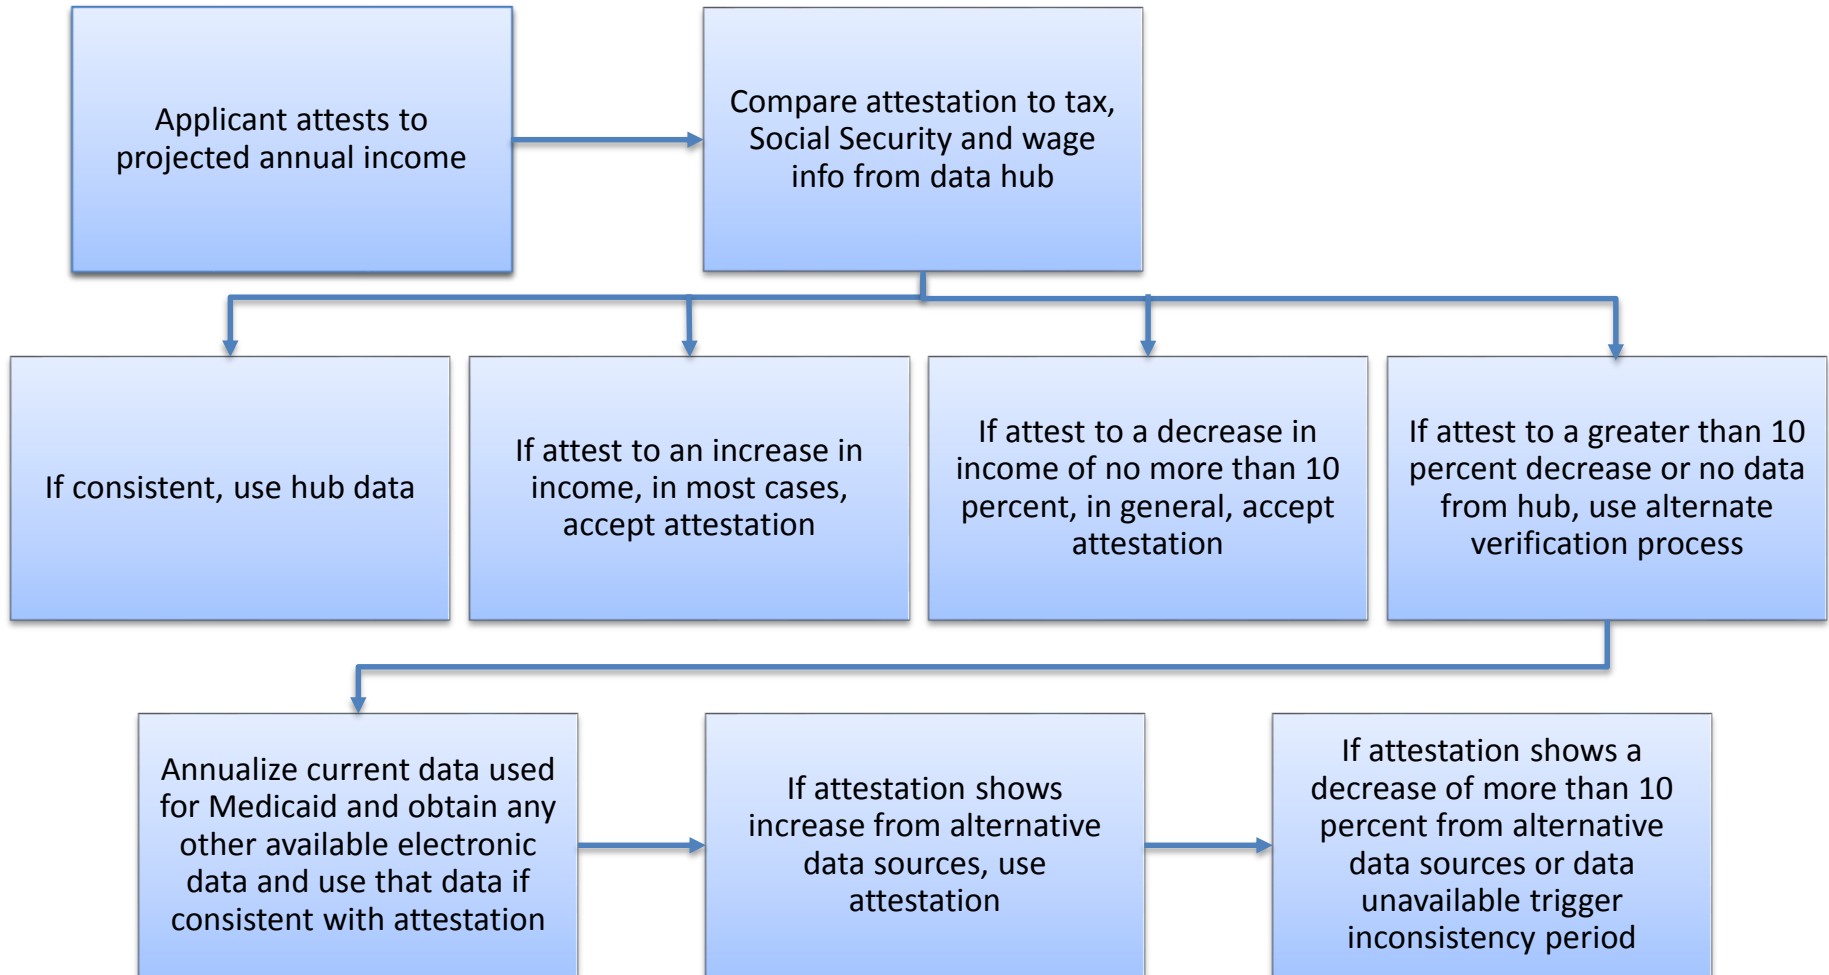 Applicant attests to
projected annual income
Compare attestation to tax,
Social Security and wage
info from data hub
If consistent, use hub data
If attest to an increase in
income, in most cases,
accept attestation
If attest to a decrease in
income of no more than 10
percent, in general, accept
attestation
If attest to a greater than 10
percent decrease or no data
from hub, use alternate
verification process
Annualize current data used
for Medicaid and obtain any
other available electronic
data and use that data if
consistent with attestation
If attestation shows
increase from alternative
data sources, use
attestation
If attestation shows a
decrease of more than 10
percent from alternative
data sources or data
unavailable trigger
inconsistency period